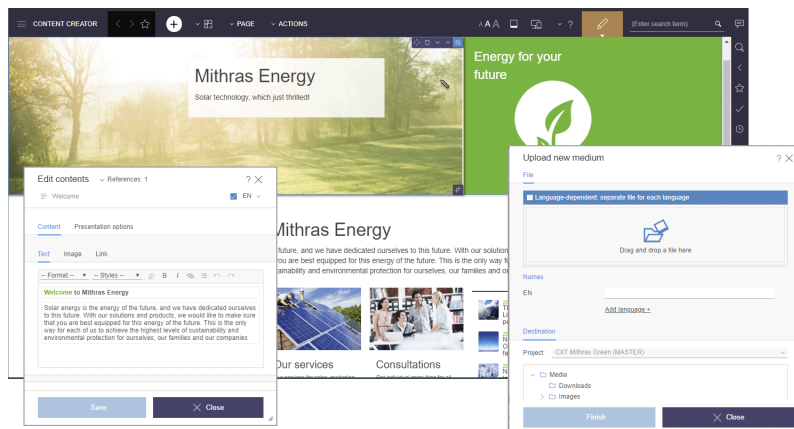 CONTENT CREATOR
PAGE
ACTIONS
A A A
?
(Enter search term)
Mithras Energy
Solar technology, which just thrilled!
Energy for your
future
Edit contents
References: 1
?
Welcome
EN
Content Presentation options
Text Image Link
-- Format -- -- Styles -- B I
Welcome to Mithras Energy
Solar energy is the energy of the future, and we have dedicated ourselves
to this future. With our solutions and products, we would like to make sure
that you are best equipped for this energy of the future. This is the only
way for each of us to achieve the highest levels of sustainability and
environmental protection for ourselves, our families and our companies
Save
Close
Mithras Energy
future, and we have dedicated ourselves to this future. With our solution
you are best equipped for this energy of the future. This is the only way f
ainability and environmental protection for ourselves, our families and o
Our services
Consultations
Upload new medium
?
File
Language-dependent: separate file for each language
Drag and drop a file here
Names
EN
Add language +
Destination
Project: CXT Mithras Green (MASTER)
Media
Downloads
Images
Finish
Close